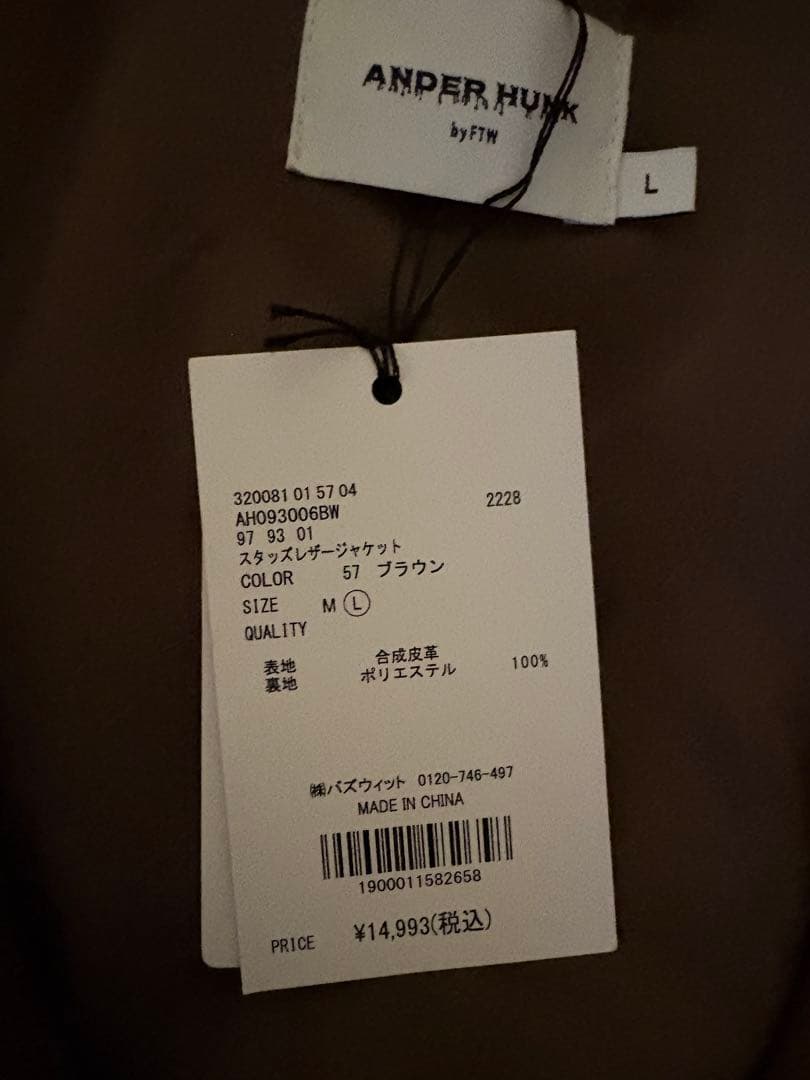 ANDER HUNK
by FTW
L
320081 01 57 04
2228
AH093006BW
97 93 01
スタッズレザージャケット
COLOR 57 ブラウン
SIZE M L
QUALITY
表地 合成皮革
裏地 ポリエステル 100%
㈱バズウィット 0120-746-497
MADE IN CHINA
1900011582658
PRICE ¥14,993(税込)